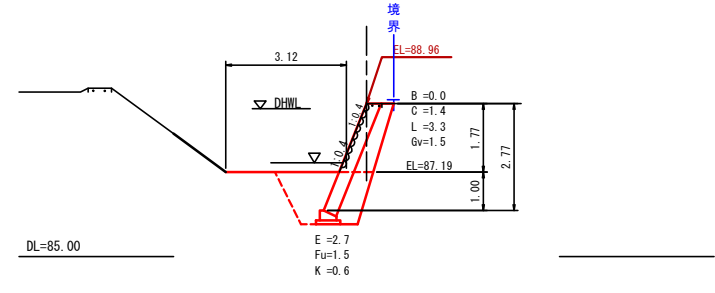 境
界
3.12
EL=88.96
DHWL
1:0.4
1:0.4
B =0.0
C =1.4
L =3.3
Gv=1.5
1.77
2.77
EL=87.19
1.00
DL=85.00
E =2.7
Fu=1.5
K =0.6